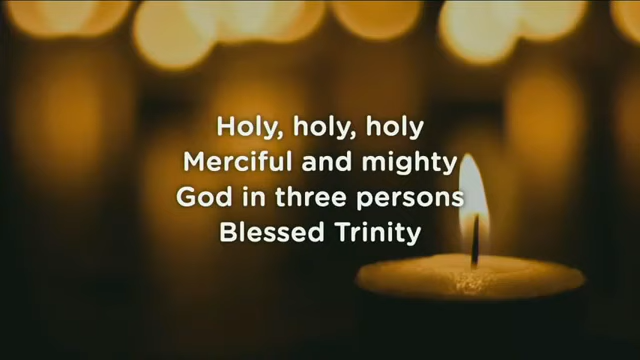 Holy, holy, holy
Merciful and mighty
God in three persons
Blessed Trinity